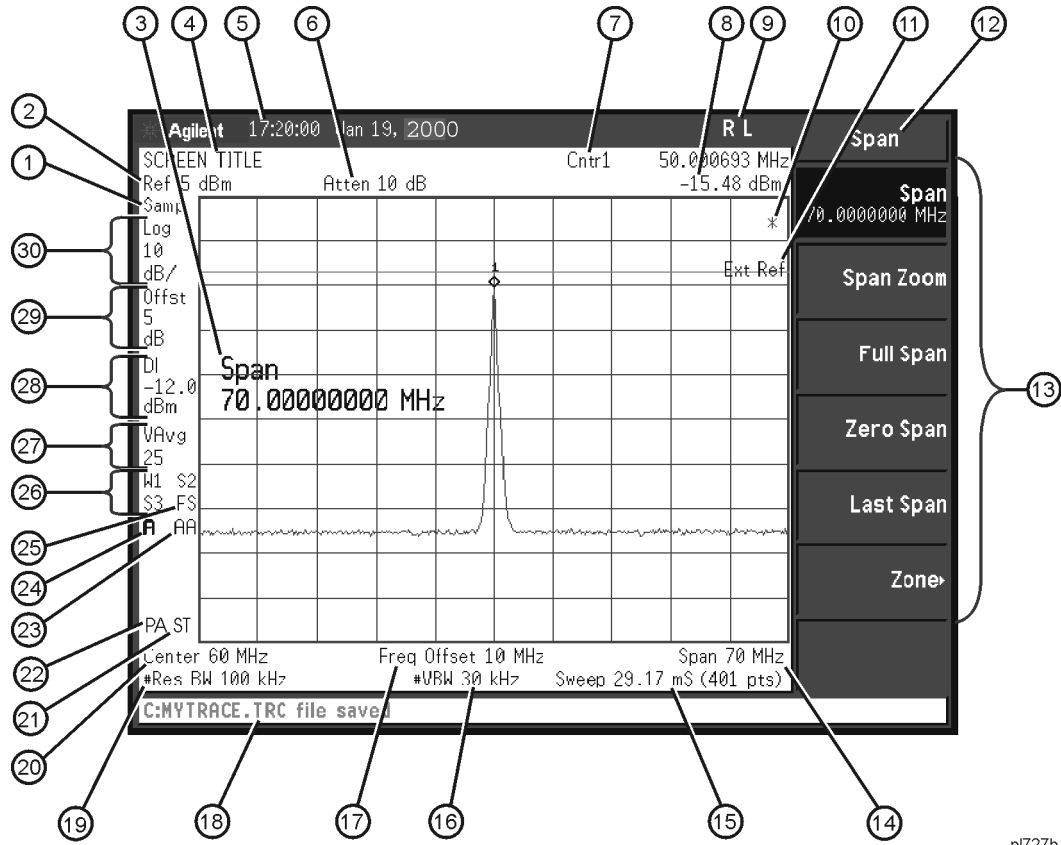 3 4 5 6 7 8 9 10 11 12
2
Agilent 17:20:00 Jan 19, 2000 R L Span
1
SCREEN TITLE Cntr1 50.000693 MHz
Ref 5 dBm Atten 10 dB -15.48 dBm
Samp
Span
70.0000000 MHz
30
Log
10
dB/
1
Ext Ref
Span Zoom
29
Offst
5
dB
Full Span
28
DI
-12.0
dBm
Span
70.00000000 MHz
13
27
VAvg
25
Zero Span
26
W1 S2
S3 FS
Last Span
25
A AA
24
Zone
23
PA ST
22
Center 60 MHz Freq Offset 10 MHz Span 70 MHz
#Res BW 100 kHz #VBW 30 kHz Sweep 29.17 mS (401 pts)
21
C:MYTRACE.TRC file saved
20
19 18 17 16 15 14
pl727b